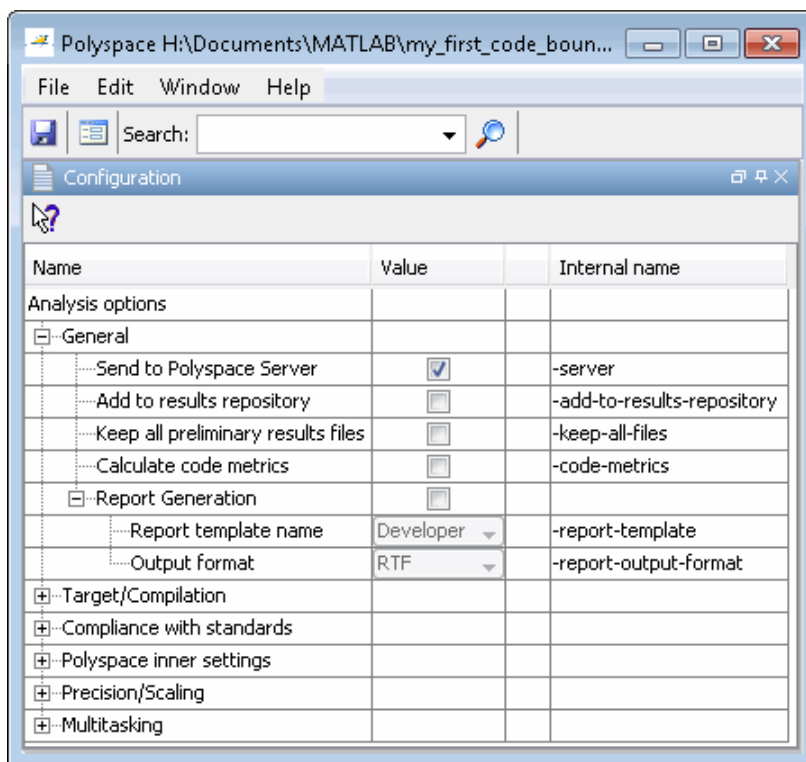 Polyspace H:\Documents\MATLAB\my_first_code_boun...
File Edit Window Help
Search:
Configuration
Name Value Internal name
Analysis options
General
Send to Polyspace Server -server
Add to results repository -add-to-results-repository
Keep all preliminary results files -keep-all-files
Calculate code metrics -code-metrics
Report Generation
Report template name Developer -report-template
Output format RTF -report-output-format
Target/Compilation
Compliance with standards
Polyspace inner settings
Precision/Scaling
Multitasking